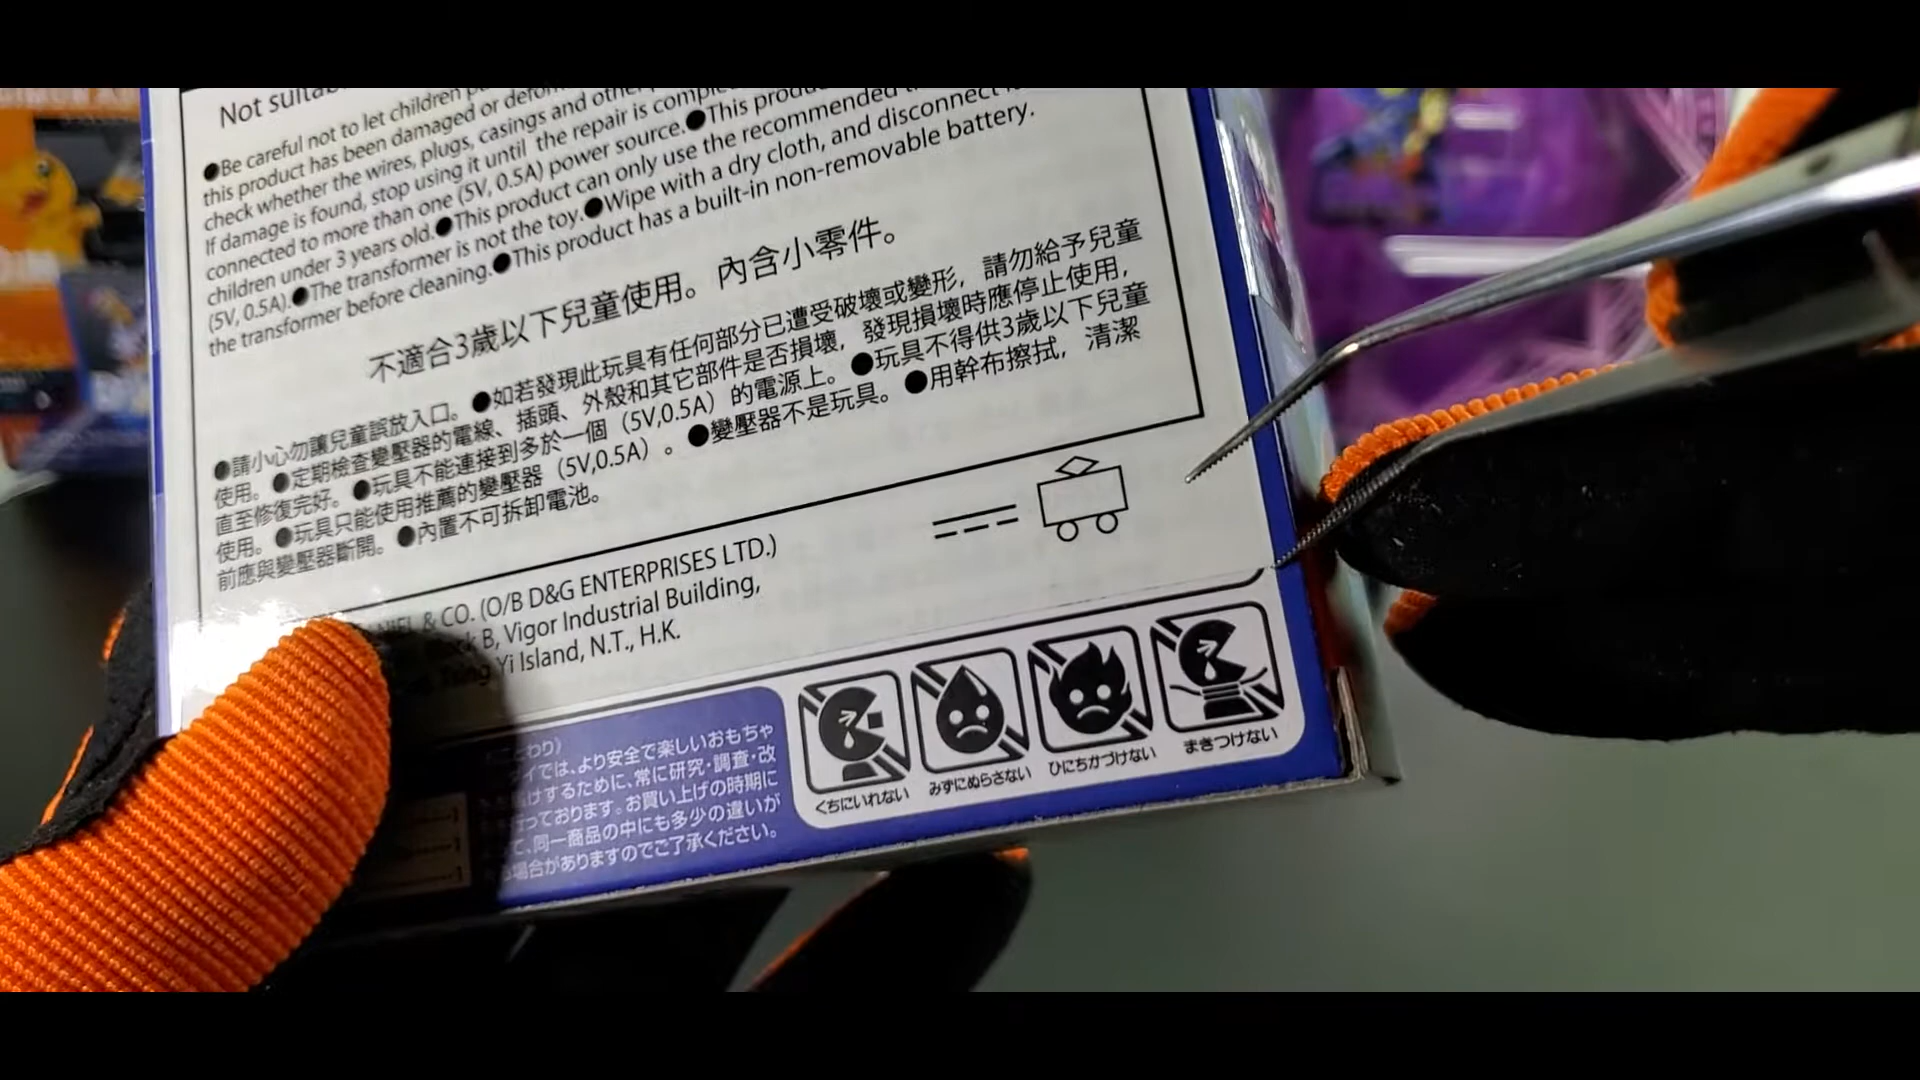 Not suitab
●Be careful not to let children p
this product has been damaged or defor
check whether the wires, plugs, casings and other
If damage is found, stop using it until the repair is comple
connected to more than one (5V, 0.5A) power source.●This produ
children under 3 years old.●This product can only use the recommended
(5V, 0.5A).●The transformer is not the toy.●Wipe with a dry cloth, and disconnect
the transformer before cleaning.●This product has a built-in non-removable battery.
不適合3歲以下兒童使用。內含小零件。
●請小心勿讓兒童誤放入口。●如若發現此玩具有任何部分已遭受破壞或變形，請勿給予兒童
使用。●定期檢查變壓器的電線、插頭、外殼和其它部件是否損壞，發現損壞時應停止使用，
直至修復完好。●玩具不能連接到多於一個（5V,0.5A）的電源上。●玩具不得供3歲以下兒童
使用。●玩具只能使用推薦的變壓器（5V,0.5A）。●變壓器不是玩具。●用幹布擦拭，清潔
前應與變壓器斷開。●內置不可拆卸電池。
NIEL & CO. (O/B D&G ENTERPRISES LTD.)
ck B, Vigor Industrial Building,
Tsing Yi Island, N.T., H.K.
わり）
イでは、より安全で楽しいおもちゃ
けするために、常に研究・調査・改
っております。お買い上げの時期に
て、同一商品の中にも多少の違いが
場合がありますのでご了承ください。
くちにいれない
みずにぬらさない
ひにちかづけない
まきつけない